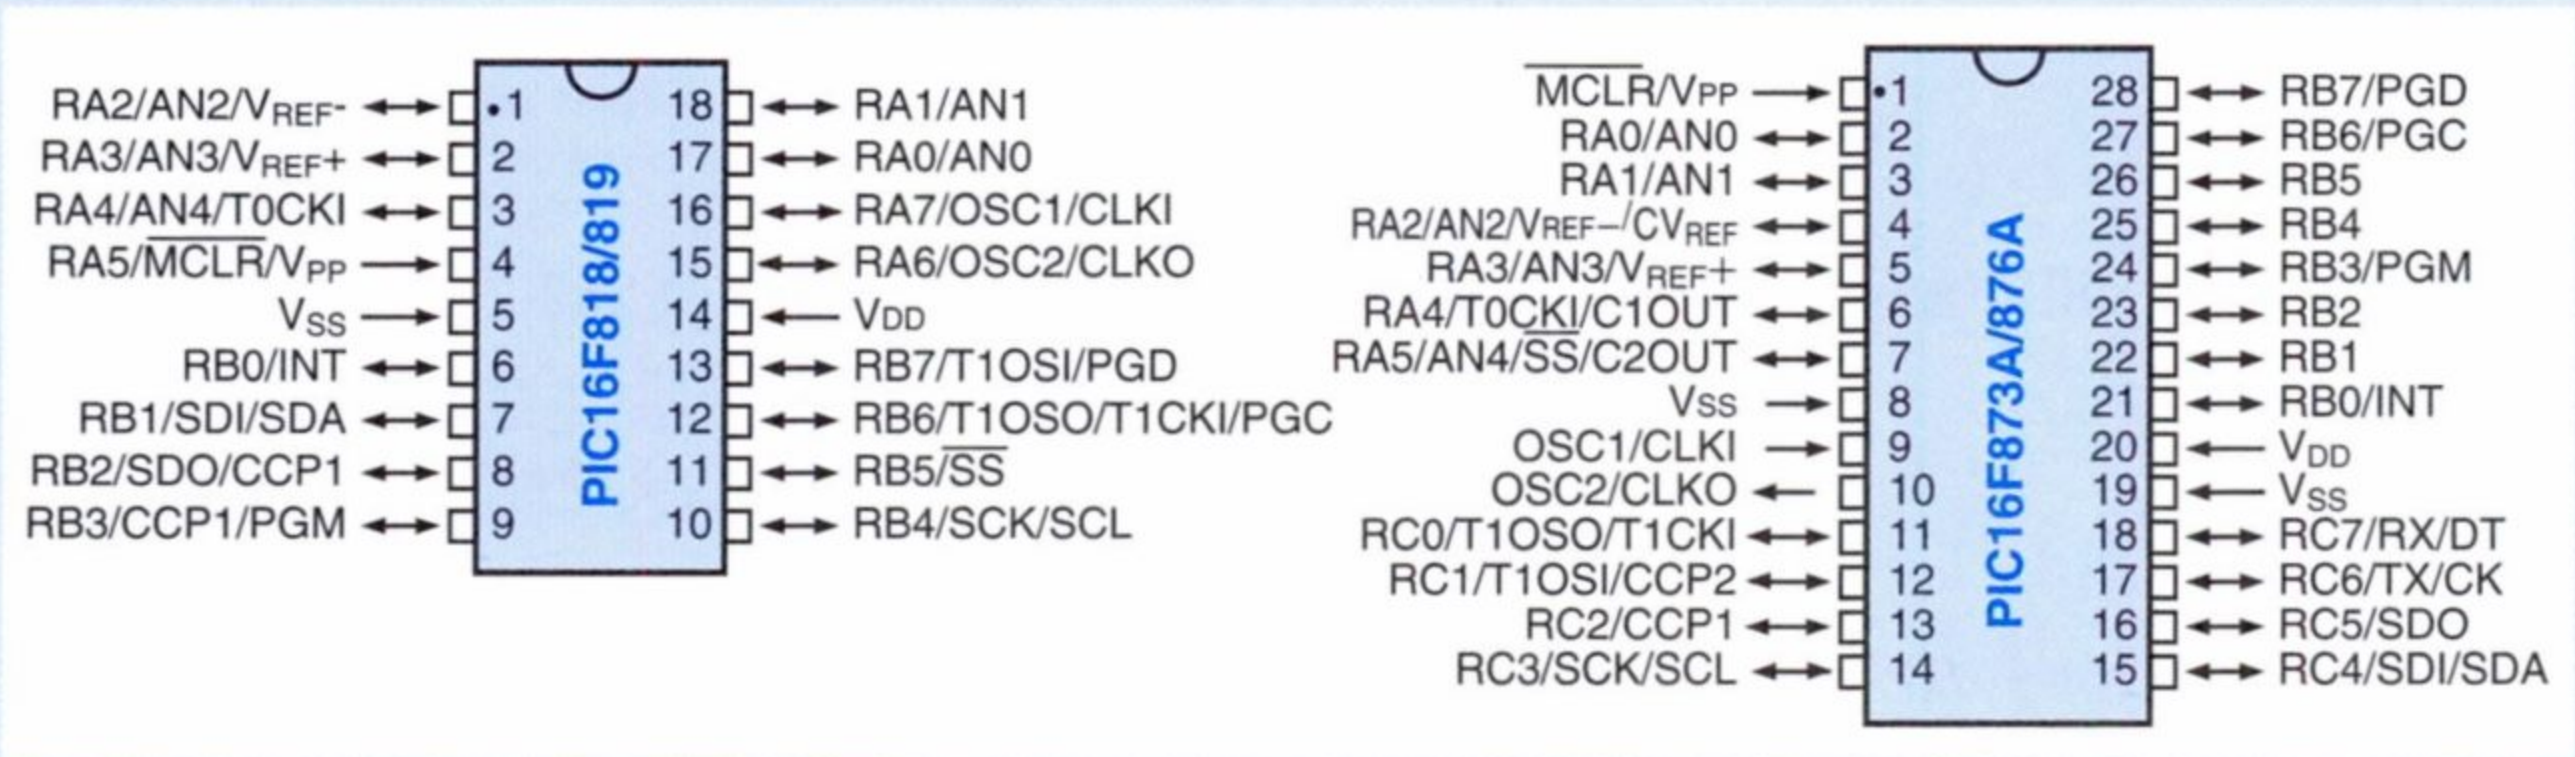 RA2/AN2/VREF- •1 18 RA1/AN1
RA3/AN3/VREF+ 2 17 RA0/AN0
RA4/AN4/T0CKI 3 16 RA7/OSC1/CLKI
RA5/MCLR/VPP 4 15 RA6/OSC2/CLKO
VSS 5 14 VDD
RB0/INT 6 13 RB7/T1OSI/PGD
RB1/SDI/SDA 7 12 RB6/T1OSO/T1CKI/PGC
RB2/SDO/CCP1 8 11 RB5/SS
RB3/CCP1/PGM 9 10 RB4/SCK/SCL
PIC16F818/819
MCLR/VPP •1 28 RB7/PGD
RA0/AN0 2 27 RB6/PGC
RA1/AN1 3 26 RB5
RA2/AN2/VREF–/CVREF 4 25 RB4
RA3/AN3/VREF+ 5 24 RB3/PGM
RA4/T0CKI/C1OUT 6 23 RB2
RA5/AN4/SS/C2OUT 7 22 RB1
VSS 8 21 RB0/INT
OSC1/CLKI 9 20 VDD
OSC2/CLKO 10 19 VSS
RC0/T1OSO/T1CKI 11 18 RC7/RX/DT
RC1/T1OSI/CCP2 12 17 RC6/TX/CK
RC2/CCP1 13 16 RC5/SDO
RC3/SCK/SCL 14 15 RC4/SDI/SDA
PIC16F873A/876A